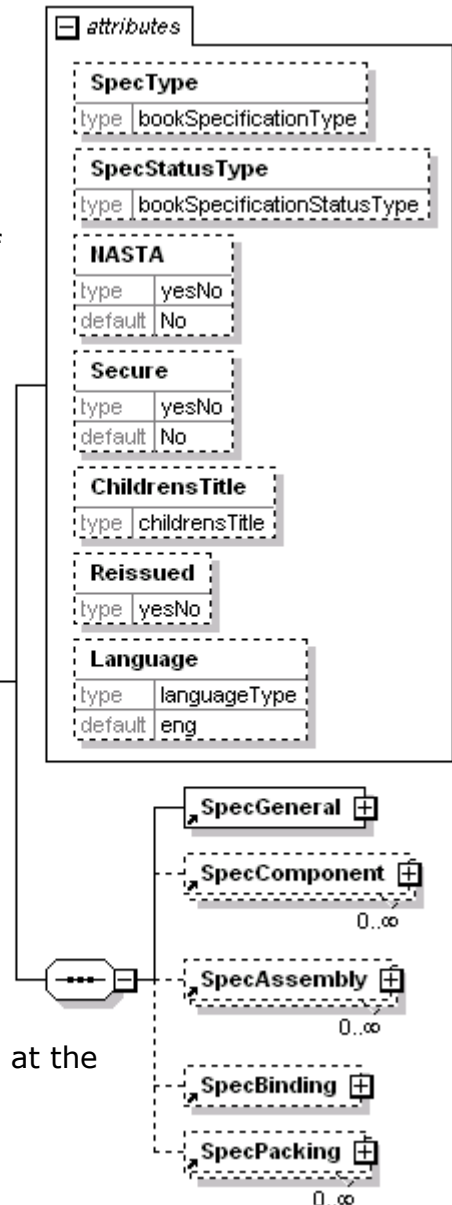 attributes
SpecType
type bookSpecificationType
SpecStatusType
type bookSpecificationStatusType
NASTA
type yesNo
default No
Secure
type yesNo
default No
ChildrensTitle
type childrensTitle
Reissued
type yesNo
Language
type languageType
default eng
SpecGeneral
SpecComponent
0..∞
SpecAssembly
0..∞
at the
SpecBinding
SpecPacking
0..∞